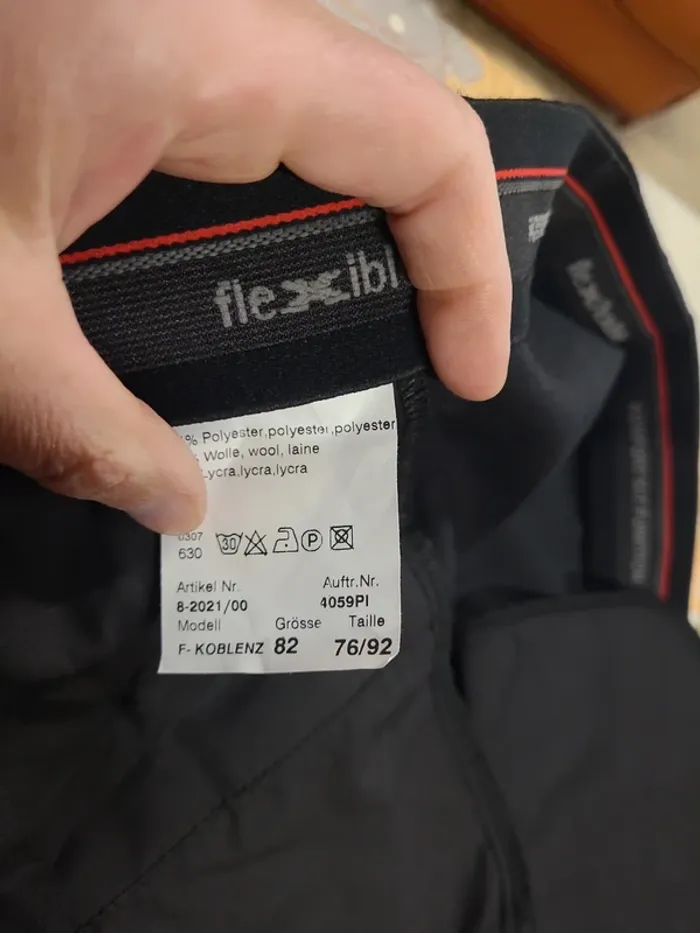 flexibl
% Polyester,polyester,polyester
Wolle, wool, laine
Lycra,lycra,lycra
0307
630
30
P
Artikel Nr. Auftr.Nr.
8-2021/00 4059PI
Modell Grösse Taille
F- KOBLENZ 82 76/92